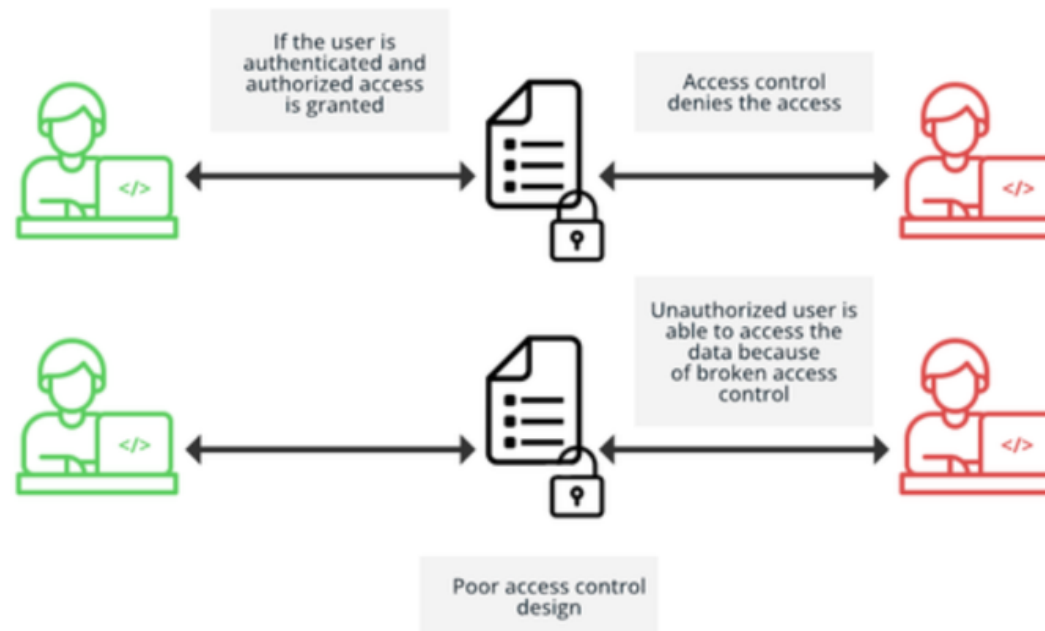 If the user is
authenticated and
authorized access
is granted
Access control
denies the access
</>
</>
Unauthorized user is
able to access the
data because
of broken access
control
</>
</>
Poor access control
design